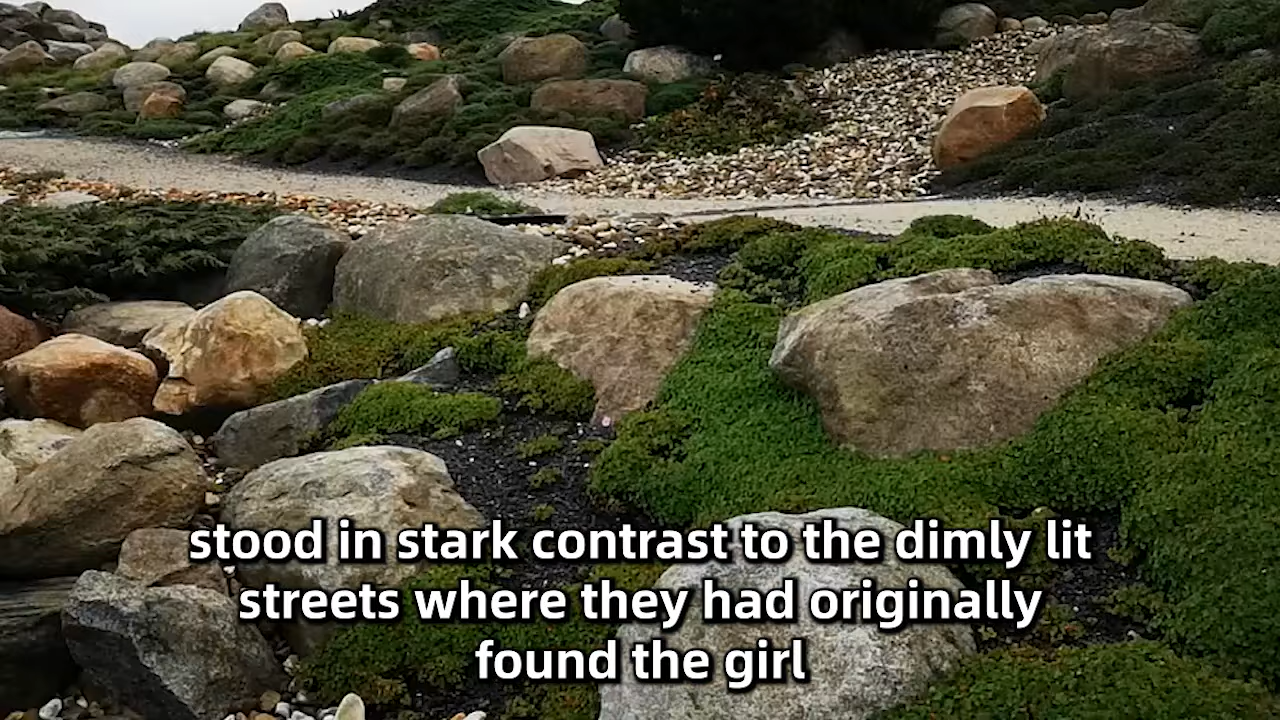 stood in stark contrast to the dimly lit
streets where they had originally
found the girl